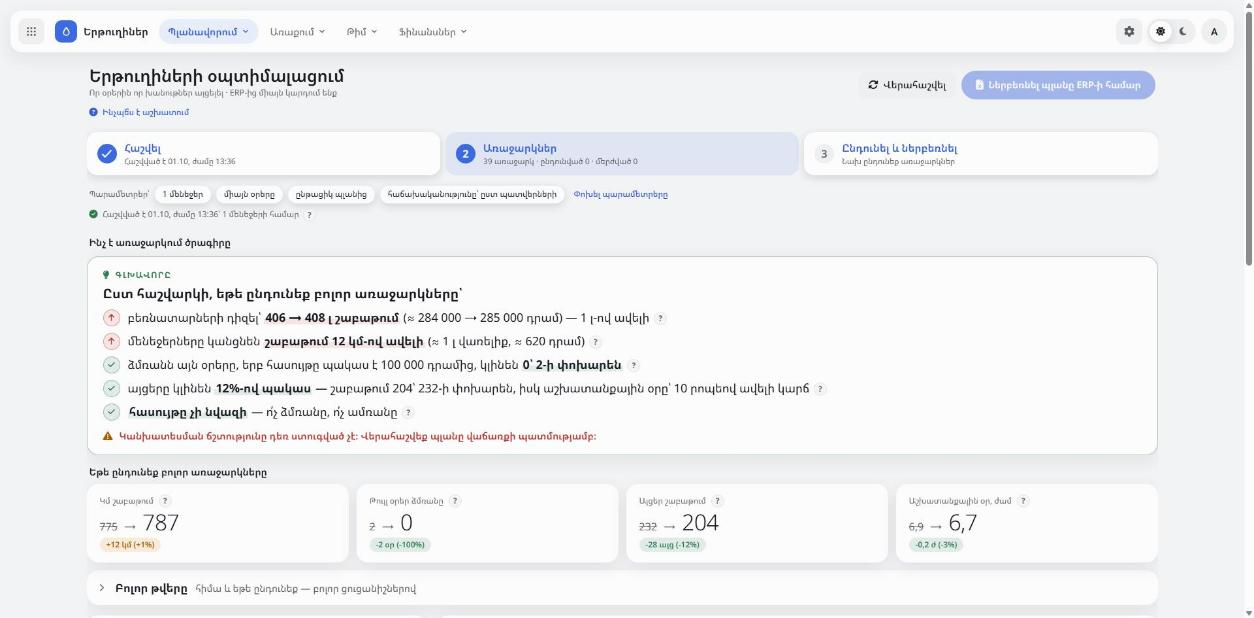 Երթուղիներ Պլանավորում Առաքում Թիմ Ֆինանսներ A
Երթուղիների օպտիմալացում
Որ օրերին որ խանութներ այցելել · ERP-ից միայն կարդում ենք
Վերահաշվել
Ներբեռնել պլանը ERP-ի համար
? Ինչպե՞ս է աշխատում
Հաշվել
Հաշվված է 01.10, ժամը 13:36
2 Առաջարկներ
39 առաջարկ · ընդունված 0 · մերժված 0
3 Ընդունել և ներբեռնել
Նախ ընդունեք առաջարկներ
Պարամետրեր՝ 1 մենեջեր միայն օրերը ընթացիկ պլանից հաճախականությունը՝ ըստ պատվերների Փոխել պարամետրերը
Հաշվված է 01.10, ժամը 13:36՝ 1 մենեջերի համար ?
Ինչ է առաջարկում ծրագիրը
ԳԼԽԱՎՈՐԸ
Ըստ հաշվարկի, եթե ընդունեք բոլոր առաջարկները՝
բեռնատարների դիզել՝ 406 → 408 լ շաբաթում (≈ 284 000 → 285 000 դրամ) — 1 լ-ով ավելի ?
մենեջերները կանցնեն շաբաթում 12 կմ-ով ավելի (≈ 1 լ վառելիք, ≈ 620 դրամ) ?
ձմռանն այն օրերը, երբ հասույթը պակաս է 100 000 դրամից, կլինեն 0՝ 2-ի փոխարեն ?
այցերը կլինեն 12%-ով պակաս — շաբաթում 204՝ 232-ի փոխարեն, իսկ աշխատանքային օրը՝ 10 րոպեով ավելի կարճ ?
հասույթը չի նվազի — ո՛չ ձմռանը, ո՛չ ամռանը ?
Կանխատեսման ճշտությունը դեռ ստուգված չէ: Վերահաշվեք պլանը վաճառքի պատմությամբ:
Եթե ընդունեք բոլոր առաջարկները
Կմ շաբաթում ?
775 → 787
+12 կմ (+1%)
Թույլ օրեր ձմռանը ?
2 → 0
-2 օր (-100%)
Այցեր շաբաթում ?
232 → 204
-28 այց (-12%)
Աշխատանքային օր, ժամ ?
6,9 → 6,7
-0,2 ժ (-3%)
Բոլոր թվերը հիմա և եթե ընդունեք — բոլոր ցուցանիշներով